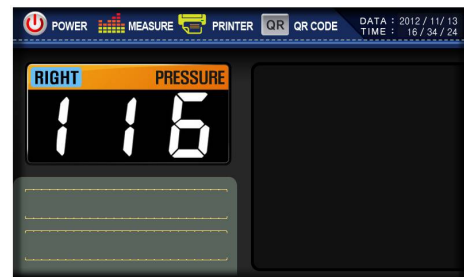 POWER MEASURE PRINTER QR QR CODE DATA : 2012 / 11/ 13
TIME : 16 / 34 / 24
RIGHT PRESSURE
116